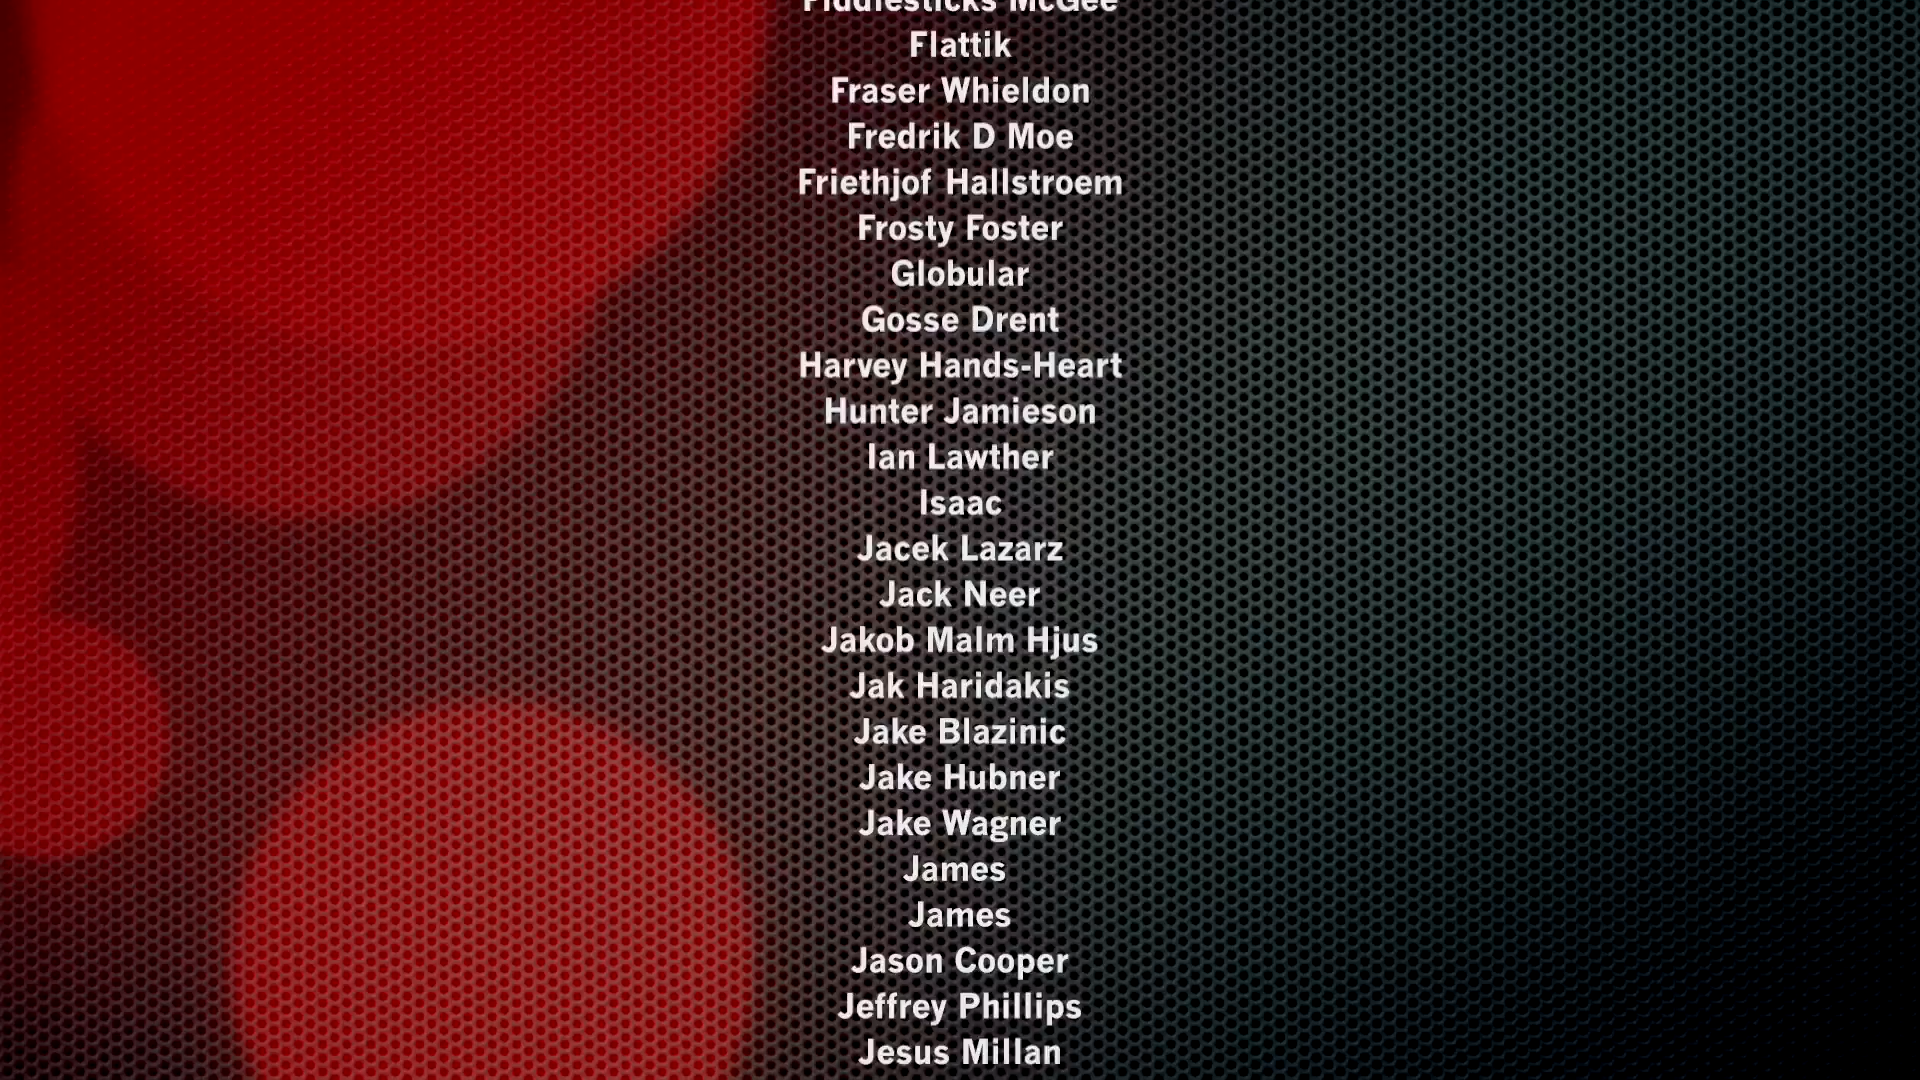 Fiddlesticks McGee
Flattik
Fraser Whieldon
Fredrik D Moe
Friethjof Hallstroem
Frosty Foster
Globular
Gosse Drent
Harvey Hands-Heart
Hunter Jamieson
Ian Lawther
Isaac
Jacek Lazarz
Jack Neer
Jakob Malm Hjus
Jak Haridakis
Jake Blazinic
Jake Hubner
Jake Wagner
James
James
Jason Cooper
Jeffrey Phillips
Jesus Millan